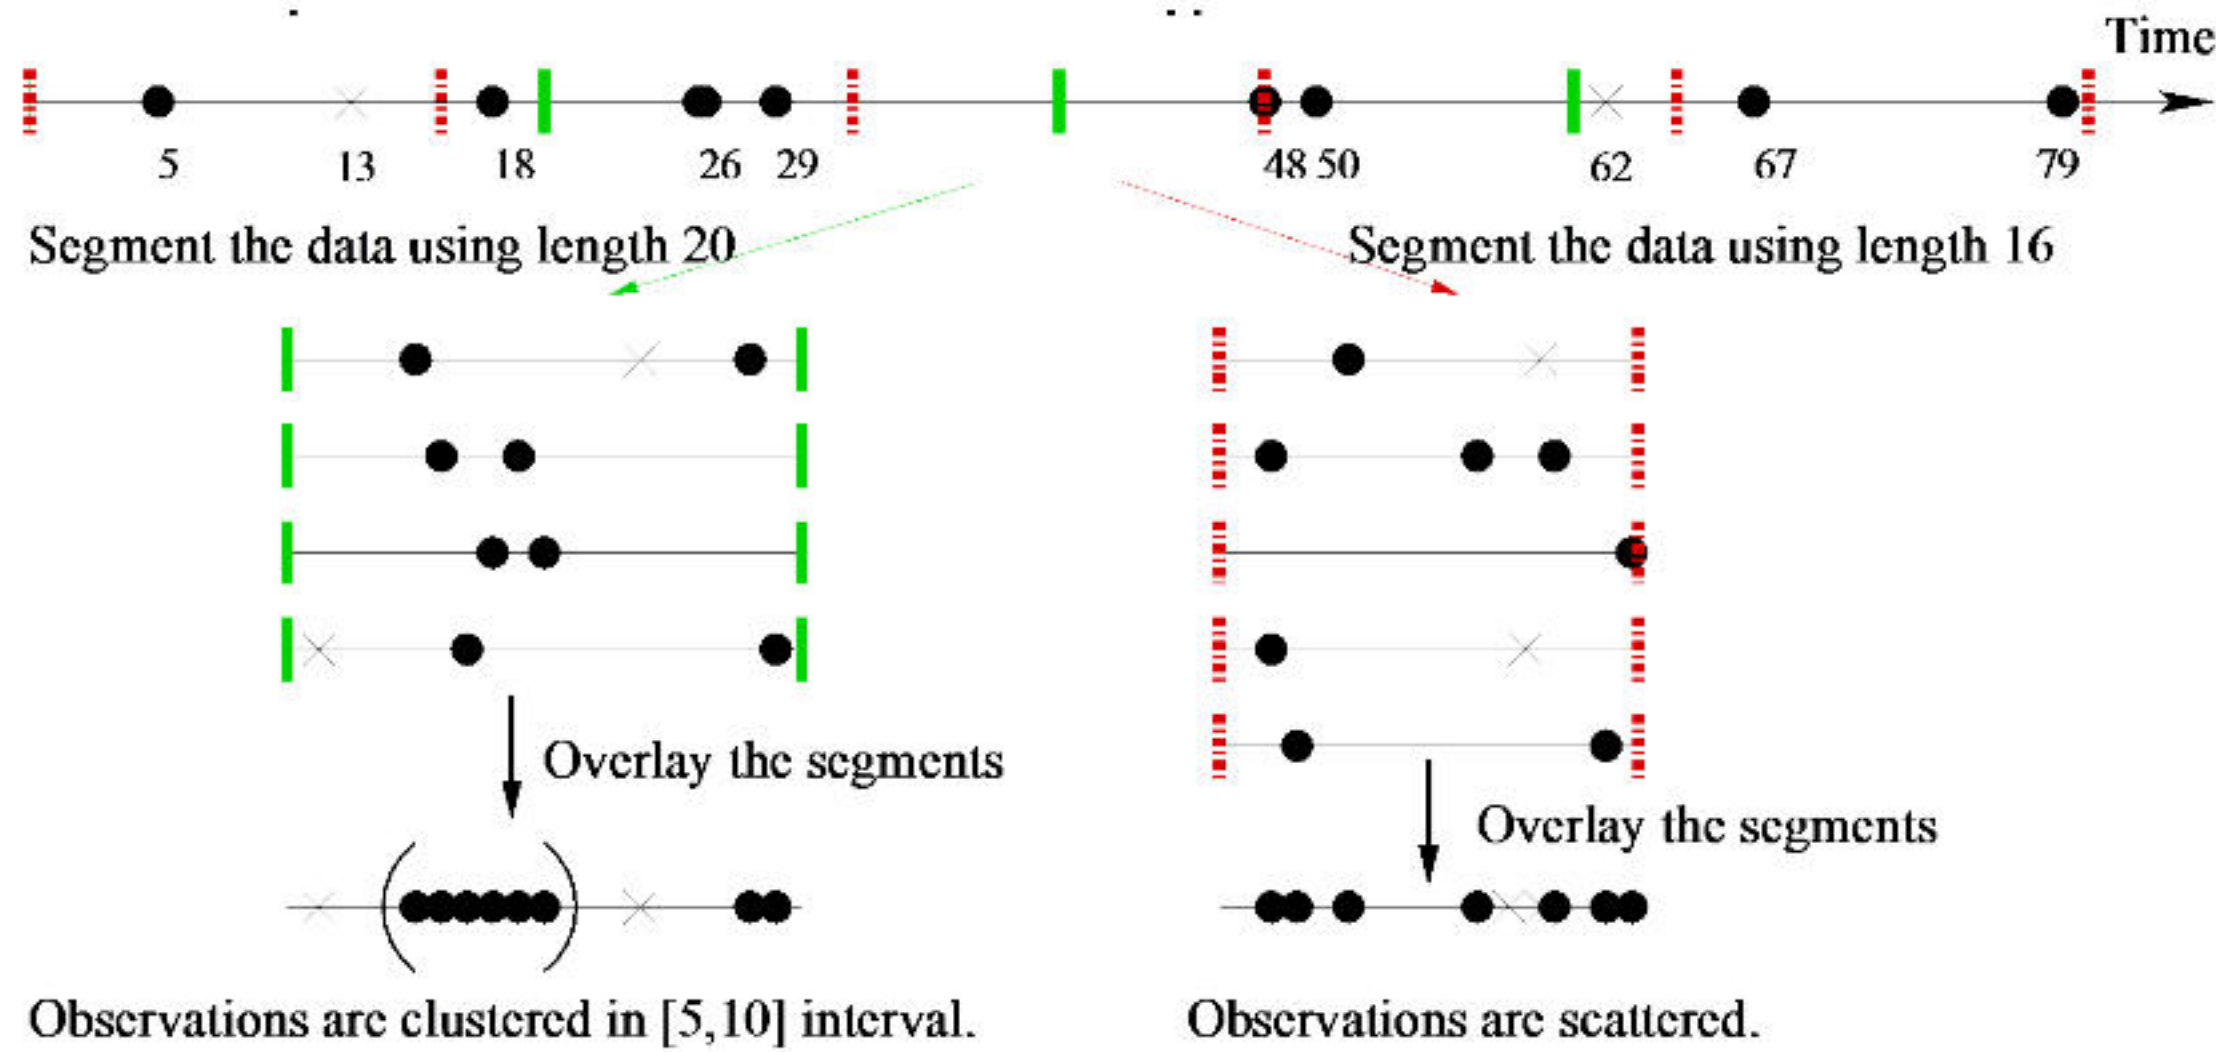 Time
5 13 18 26 29 48 50 62 67 79
Segment the data using length 20
Segment the data using length 16
Overlay the segments
Overlay the segments
Observations are clustered in [5,10] interval.
Observations are scattered.